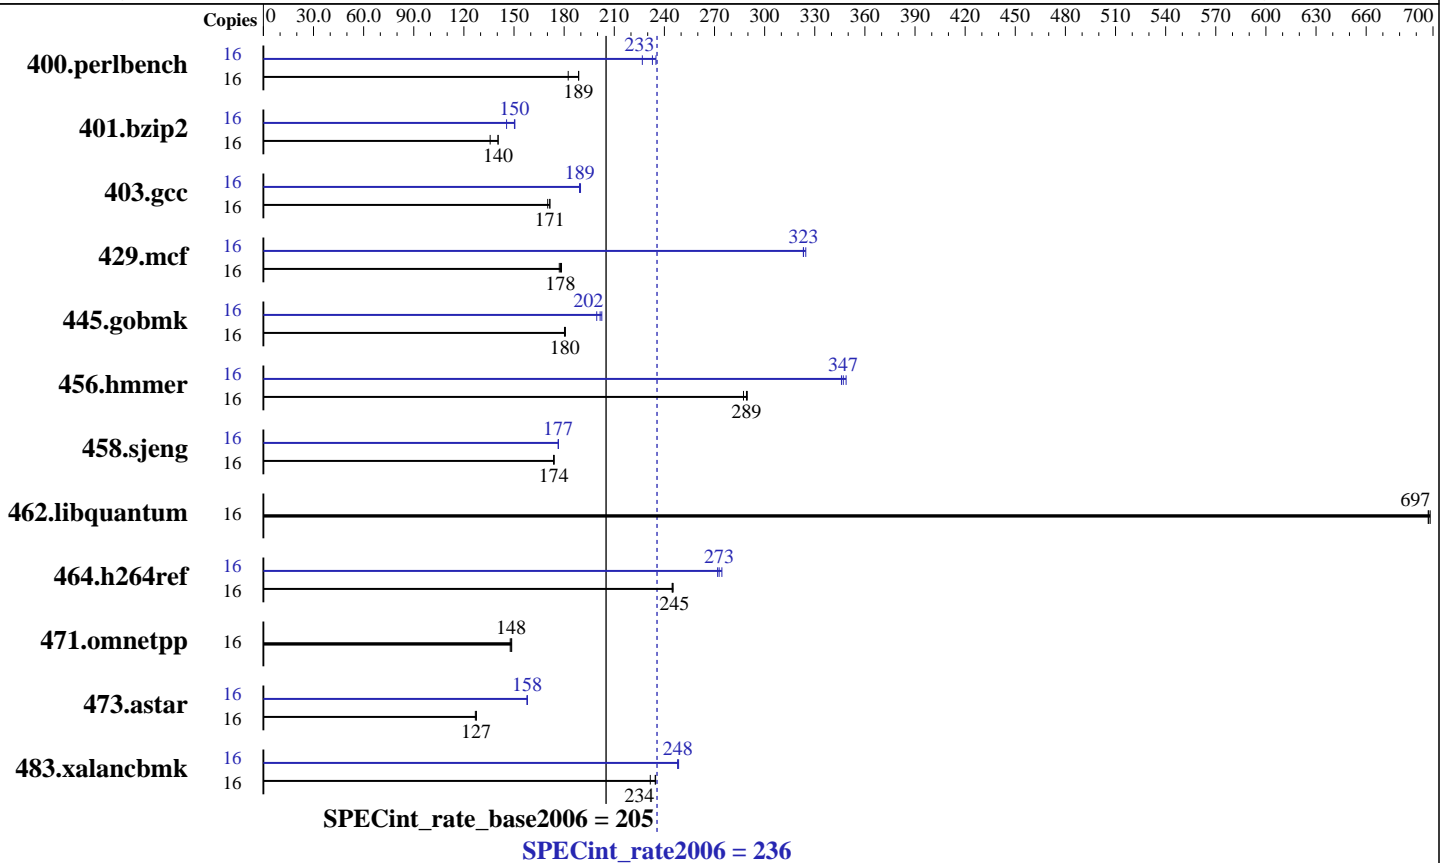 Copies 0 30.0 60.0 90.0 120 150 180 210 240 270 300 330 360 390 420 450 480 510 540 570 600 630 660 700
400.perlbench 16 233
16 189
401.bzip2 16 150
16 140
403.gcc 16 189
16 171
429.mcf 16 323
16 178
445.gobmk 16 202
16 180
456.hmmer 16 347
16 289
458.sjeng 16 177
16 174
462.libquantum 16 697
464.h264ref 16 273
16 245
471.omnetpp 16 148
473.astar 16 158
16 127
483.xalancbmk 16 248
16 234
SPECint_rate_base2006 = 205
SPECint_rate2006 = 236